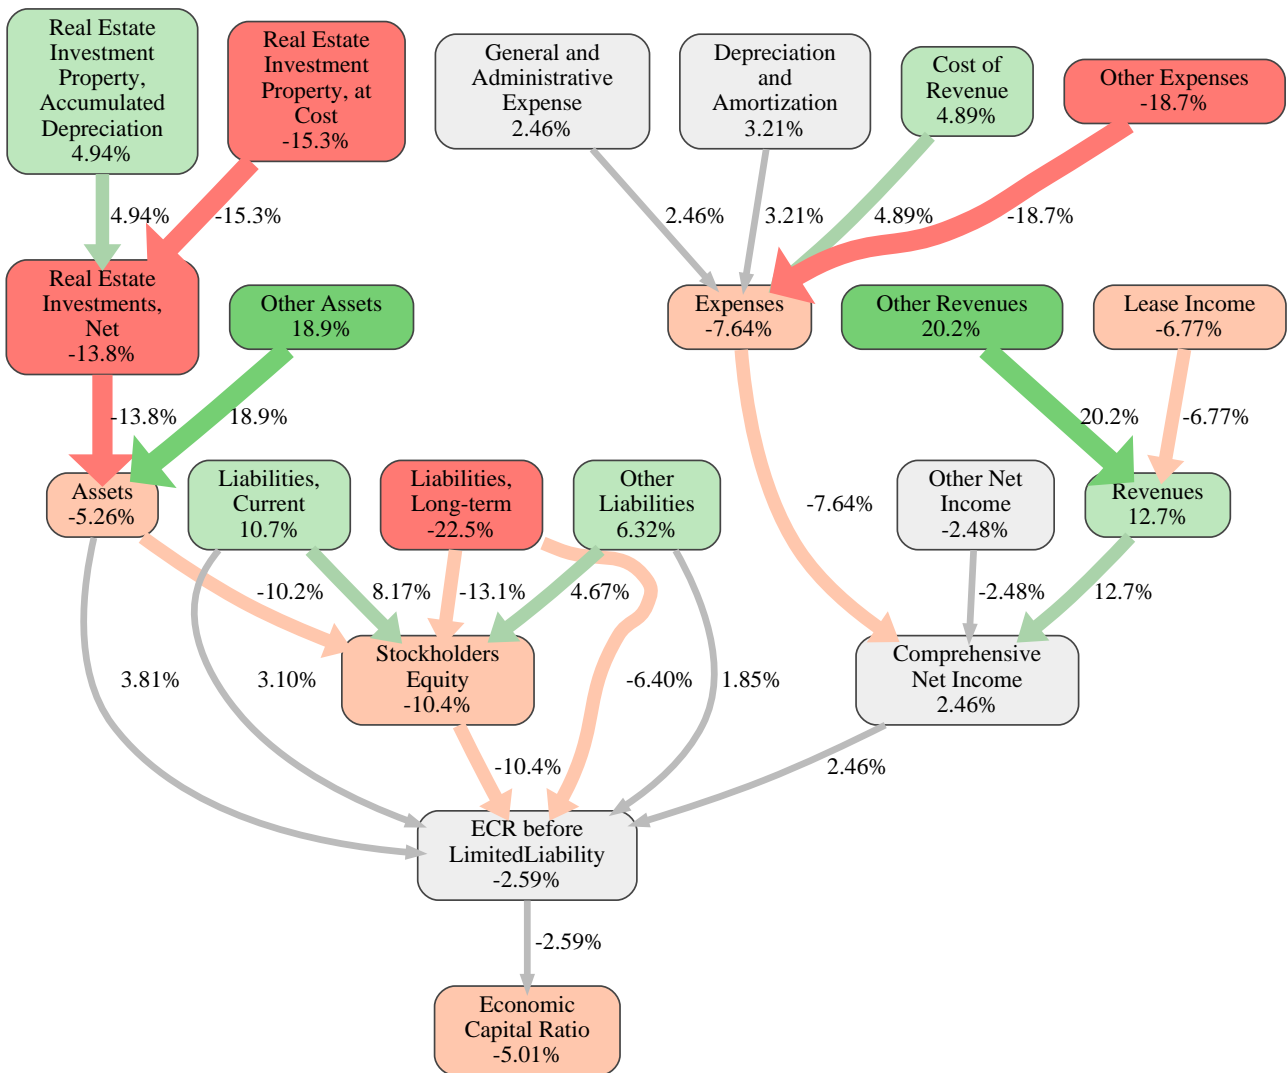 Real Estate
Investment
Property,
Accumulated
Depreciation
4.94%
Real Estate
Investment
Property, at
Cost
-15.3%
General and
Administrative
Expense
2.46%
Depreciation
and
Amortization
3.21%
Cost of
Revenue
4.89%
Other Expenses
-18.7%
4.94%
-15.3%
2.46%
3.21%
4.89%
-18.7%
Real Estate
Investments,
Net
-13.8%
Other Assets
18.9%
Expenses
-7.64%
Other Revenues
20.2%
Lease Income
-6.77%
-13.8%
18.9%
20.2%
-6.77%
Assets
-5.26%
Liabilities,
Current
10.7%
Liabilities,
Long-term
-22.5%
Other
Liabilities
6.32%
-7.64%
Other Net
Income
-2.48%
Revenues
12.7%
-10.2%
8.17%
-13.1%
4.67%
-2.48%
12.7%
3.81%
3.10%
Stockholders
Equity
-10.4%
-6.40%
1.85%
Comprehensive
Net Income
2.46%
-10.4%
2.46%
ECR before
LimitedLiability
-2.59%
-2.59%
Economic
Capital Ratio
-5.01%